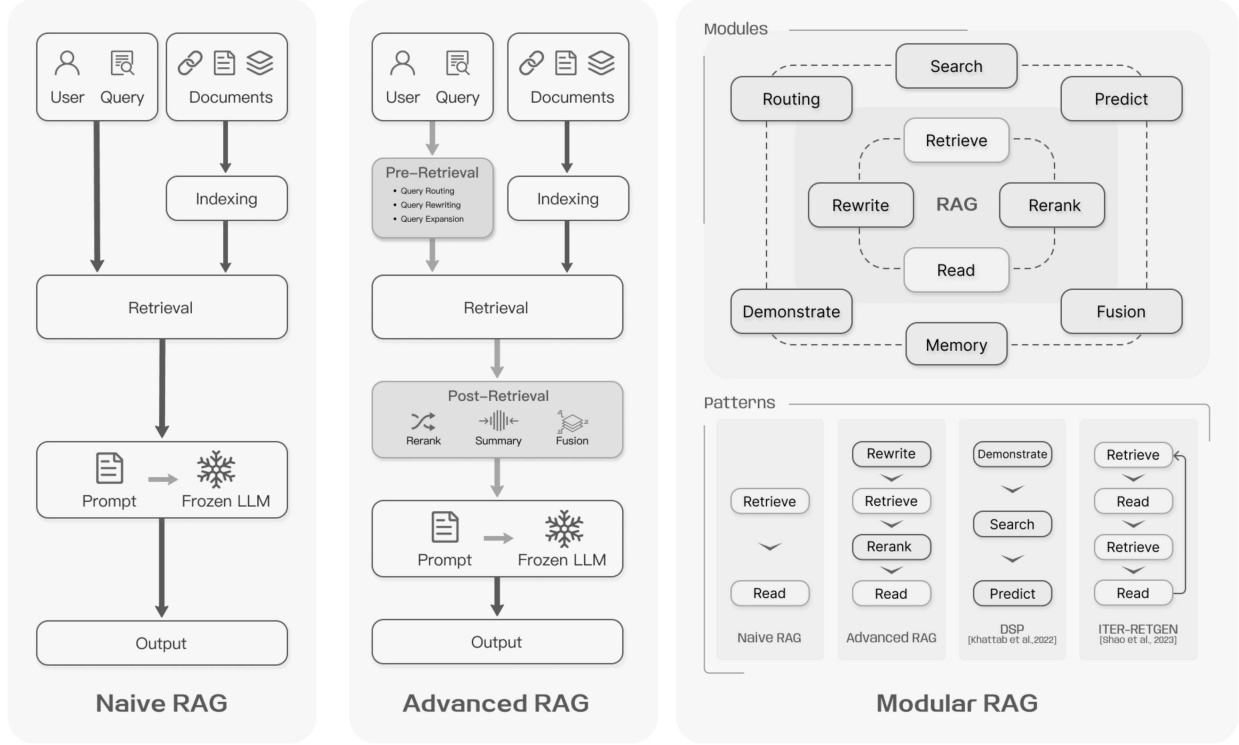 User Query
Documents
Indexing
Retrieval
Prompt
Frozen LLM
Output
Naive RAG
User Query
Documents
Pre-Retrieval
• Query Routing
• Query Rewriting
• Query Expansion
Indexing
Retrieval
Post-Retrieval
Rerank
Summary
Fusion
Prompt
Frozen LLM
Output
Advanced RAG
Modules
Search
Routing
Predict
Retrieve
Rewrite
RAG
Rerank
Read
Demonstrate
Fusion
Memory
Patterns
Retrieve
Read
Naive RAG
Rewrite
Retrieve
Rerank
Read
Advanced RAG
Demonstrate
Search
Predict
DSP
[Khattab et al.,2022]
Retrieve
Read
Retrieve
Read
ITER-RETGEN
[Shao et al., 2023]
Modular RAG